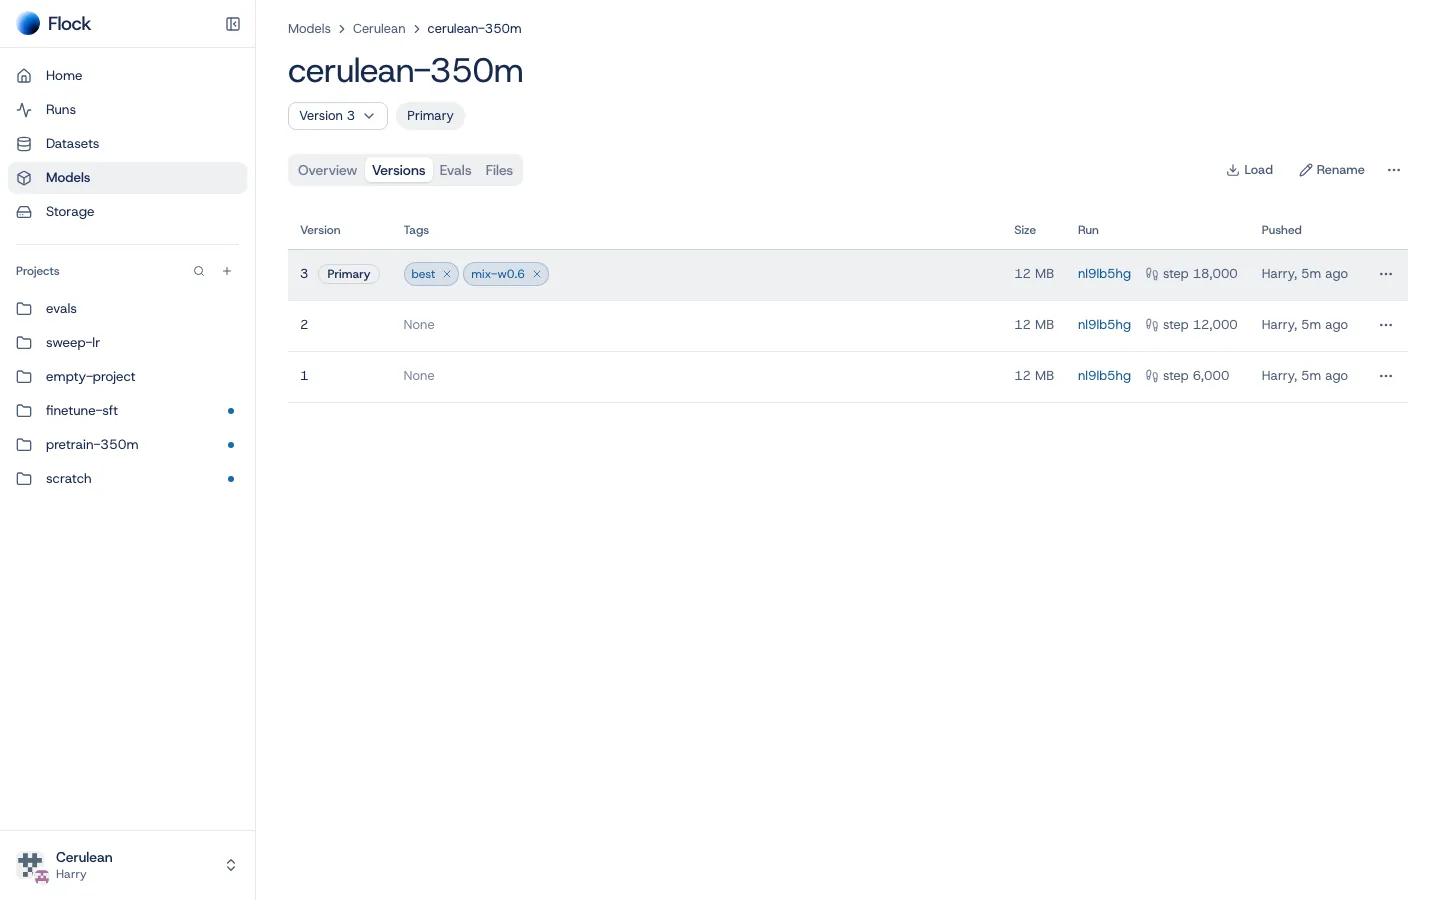 Flock
Home
Runs
Datasets
Models
Storage
Projects
evals
sweep-lr
empty-project
finetune-sft
pretrain-350m
scratch
Cerulean
Harry
Models Cerulean cerulean-350m
cerulean-350m
Version 3 Primary
Overview Versions Evals Files Load Rename
Version Tags Size Run Pushed
3 Primary best mix-w0.6 12 MB nl9lb5hg step 18,000 Harry, 5m ago
2 None 12 MB nl9lb5hg step 12,000 Harry, 5m ago
1 None 12 MB nl9lb5hg step 6,000 Harry, 5m ago